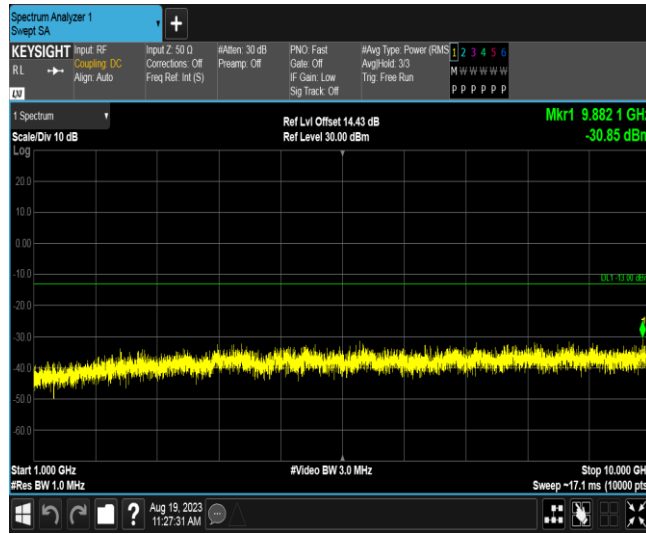 Spectrum Analyzer 1
Swept SA
KEYSIGHT
RL
LXI
Input: RF
Coupling: DC
Align: Auto
Input Z: 50 Ω
Corrections: Off
Freq Ref: Int (S)
#Atten: 30 dB
Preamp: Off
PNO: Fast
Gate: Off
IF Gain: Low
Sig Track: Off
#Avg Type: Power (RMS
Avg|Hold: 3/3
Trig: Free Run
1 2 3 4 5 6
M W W W W W
P P P P P P
1 Spectrum
Scale/Div 10 dB
Ref Lvl Offset 14.43 dB
Ref Level 30.00 dBm
Mkr1 9.882 1 GHz
-30.85 dBm
Log
20.0
10.0
0.00
-10.0
DL1 -13.00 dBm
-20.0
-30.0
-40.0
-50.0
-60.0
Start 1.000 GHz
#Res BW 1.0 MHz
#Video BW 3.0 MHz
Stop 10.000 GH
Sweep ~17.1 ms (10000 pts
?
Aug 19, 2023
11:27:31 AM